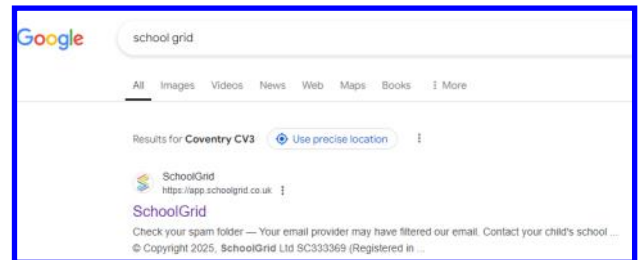 Google
school grid
All Images Videos News Web Maps Books ⋮ More
Results for Coventry CV3 Use precise location ⋮
SchoolGrid
https://app.schoolgrid.co.uk ⋮
SchoolGrid
Check your spam folder — Your email provider may have filtered our email. Contact your child's school ...
© Copyright 2025, SchoolGrid Ltd SC333369 (Registered in ...